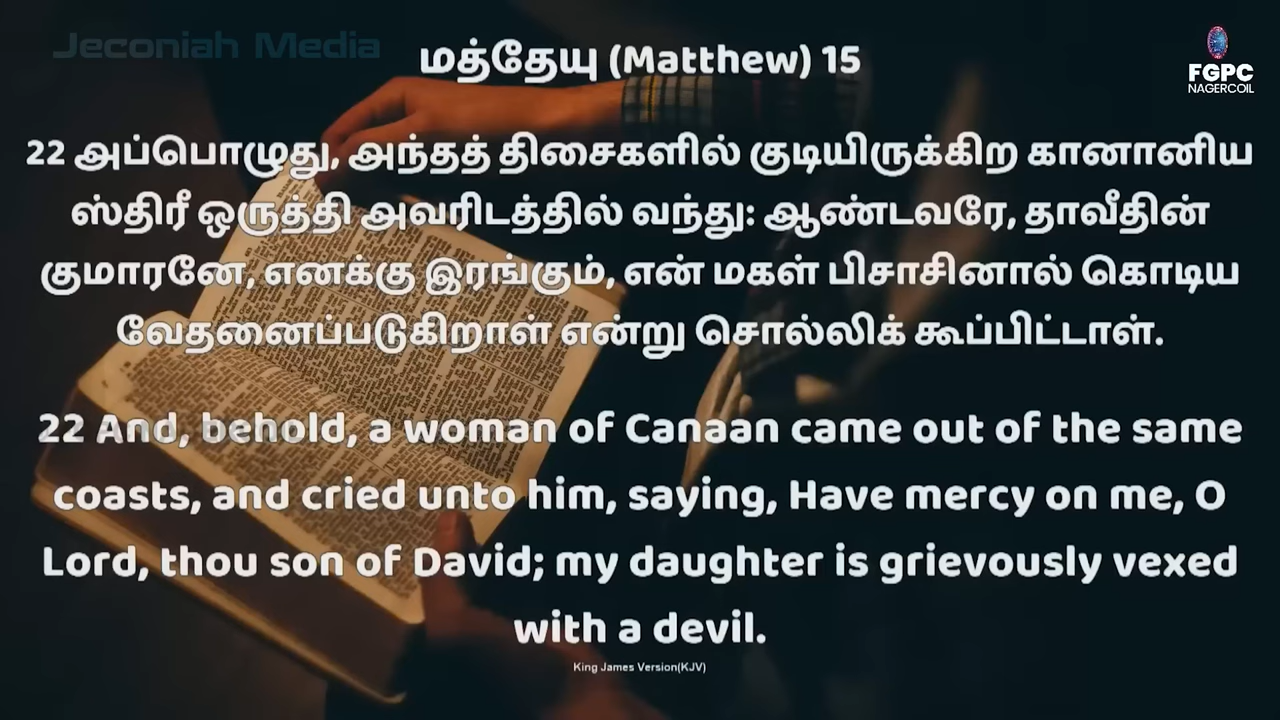 Jeconiah Media
மத்தேயு (Matthew) 15
FGPC
NAGERCOIL
22 அப்பொழுது, அந்தத் திசைகளில் குடியிருக்கிற கானானிய
ஸ்திரீ ஒருத்தி அவரிடத்தில் வந்து: ஆண்டவரே, தாவீதின்
குமாரனே, எனக்கு இரங்கும், என் மகள் பிசாசினால் கொடிய
வேதனைப்படுகிறாள் என்று சொல்லிக் கூப்பிட்டாள்.
22 And, behold, a woman of Canaan came out of the same
coasts, and cried unto him, saying, Have mercy on me, O
Lord, thou son of David; my daughter is grievously vexed
with a devil.
King James Version(KJV)